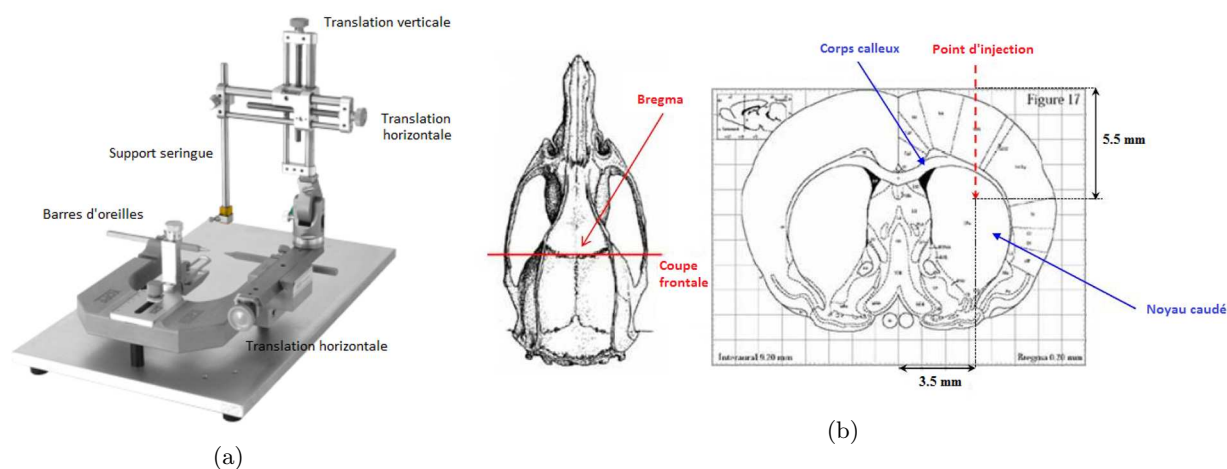 Translation verticale
Translation
horizontale
Support seringue
Barres d'oreilles
Translation horizontale
(a)
Bregma
Coupe
frontale
Corps calleux
Point d'injection
Figure 17
5.5 mm
Noyau caudé
Interaural 9.20 mm
Bregma 0.20 mm
3.5 mm
(b)